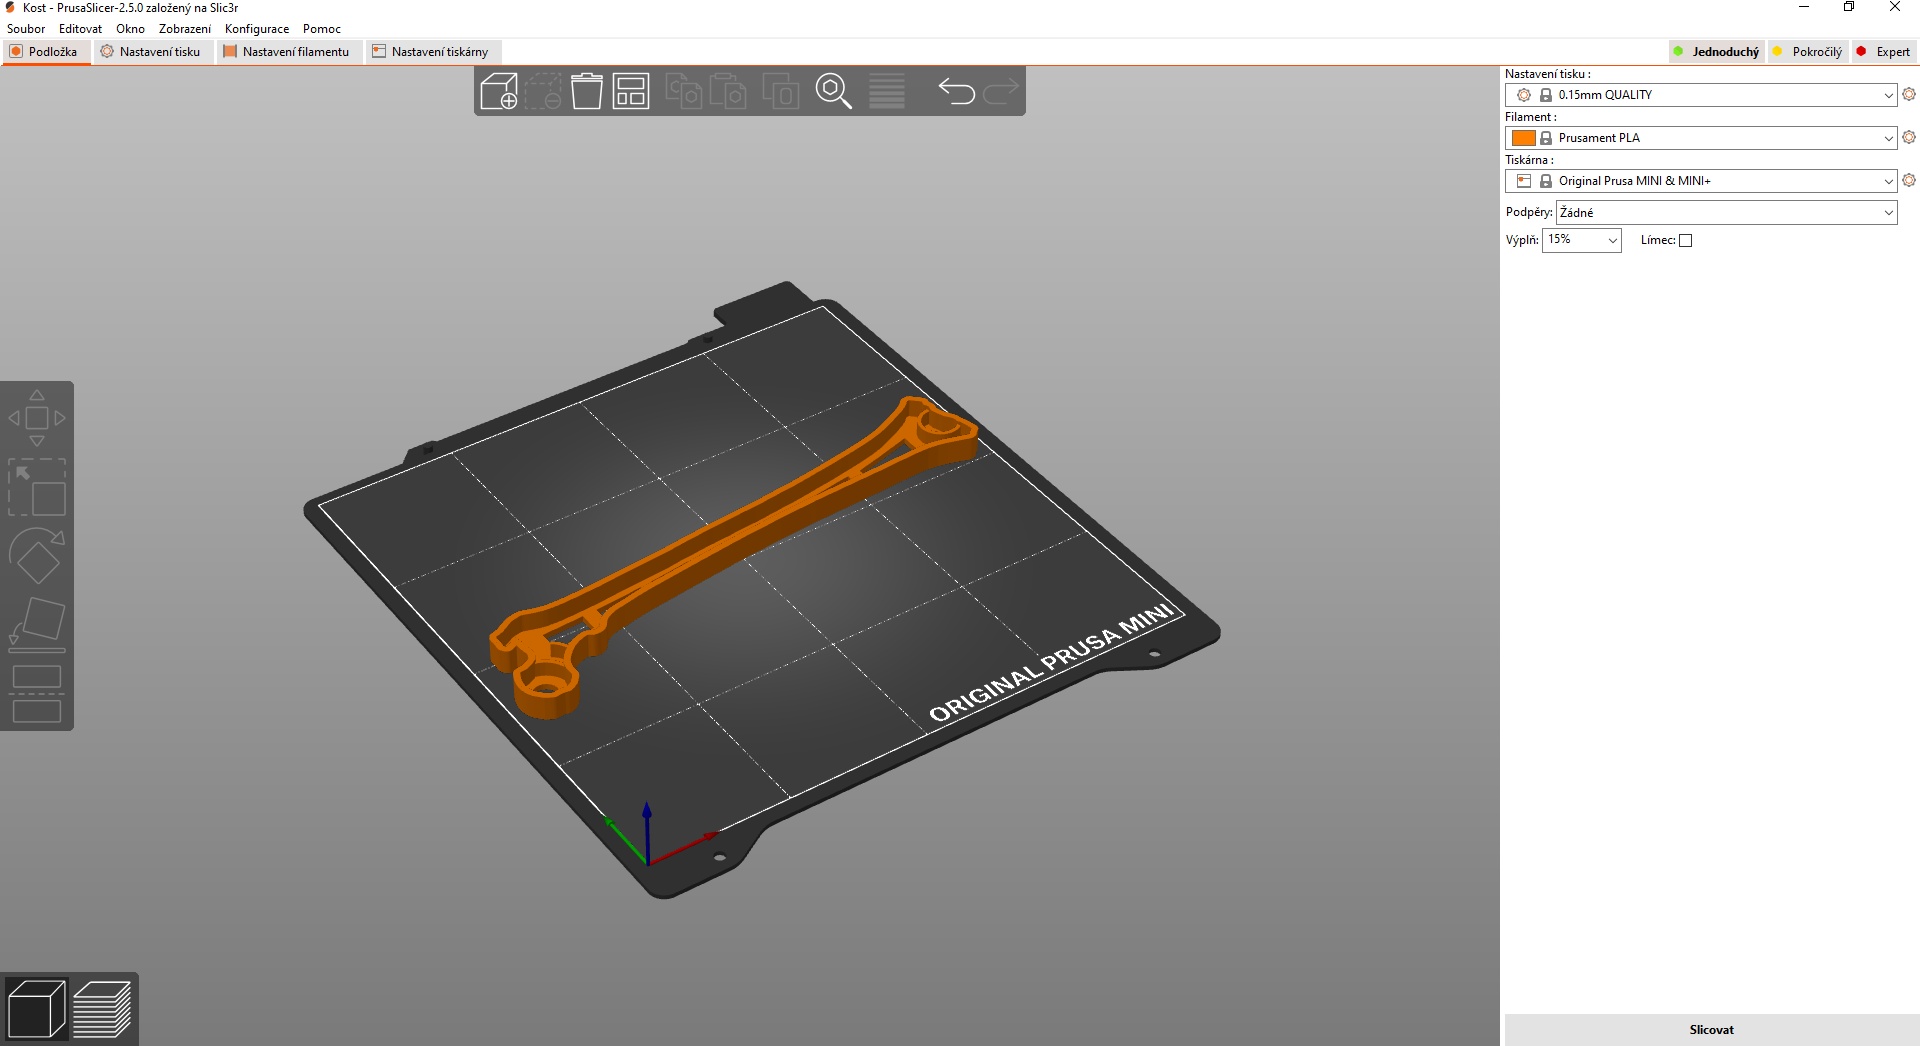 Kost - PrusaSlicer-2.5.0 založený na Slic3r
Soubor Editovat Okno Zobrazení Konfigurace Pomoc
Podložka Nastavení tisku Nastavení filamentu Nastavení tiskárny Jednoduchý Pokročilý Expert
Nastavení tisku :
0.15mm QUALITY
Filament :
Prusament PLA
Tiskárna :
Original Prusa MINI & MINI+
Podpěry: Žádné
Výplň: 15% Límec:
ORIGINAL PRUSA MINI
Slicovat